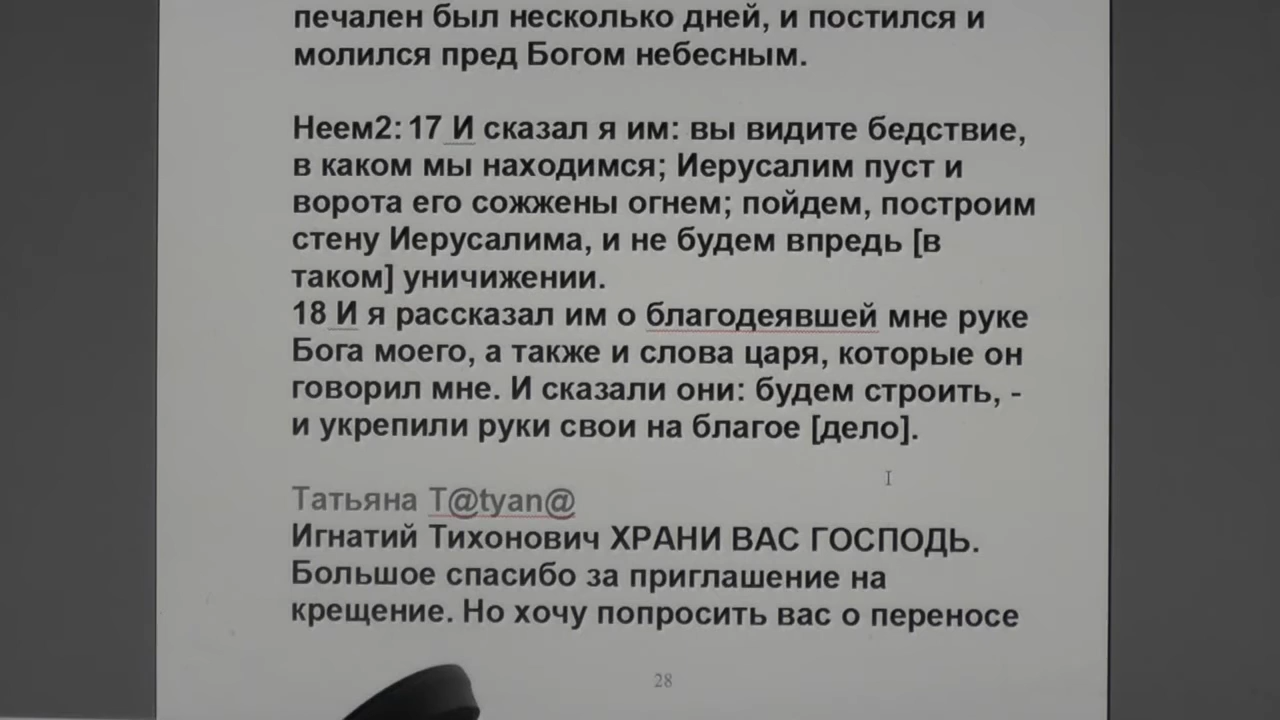 печален был несколько дней, и постился и
молился пред Богом небесным.
Неем2: 17 И сказал я им: вы видите бедствие,
в каком мы находимся; Иерусалим пуст и
ворота его сожжены огнем; пойдем, построим
стену Иерусалима, и не будем впредь [в
таком] уничижении.
18 И я рассказал им о благодеявшей мне руке
Бога моего, а также и слова царя, которые он
говорил мне. И сказали они: будем строить, -
и укрепили руки свои на благое [дело].
Татьяна T@tyan@
Игнатий Тихонович ХРАНИ ВАС ГОСПОДЬ.
Большое спасибо за приглашение на
крещение. Но хочу попросить вас о переносе
28